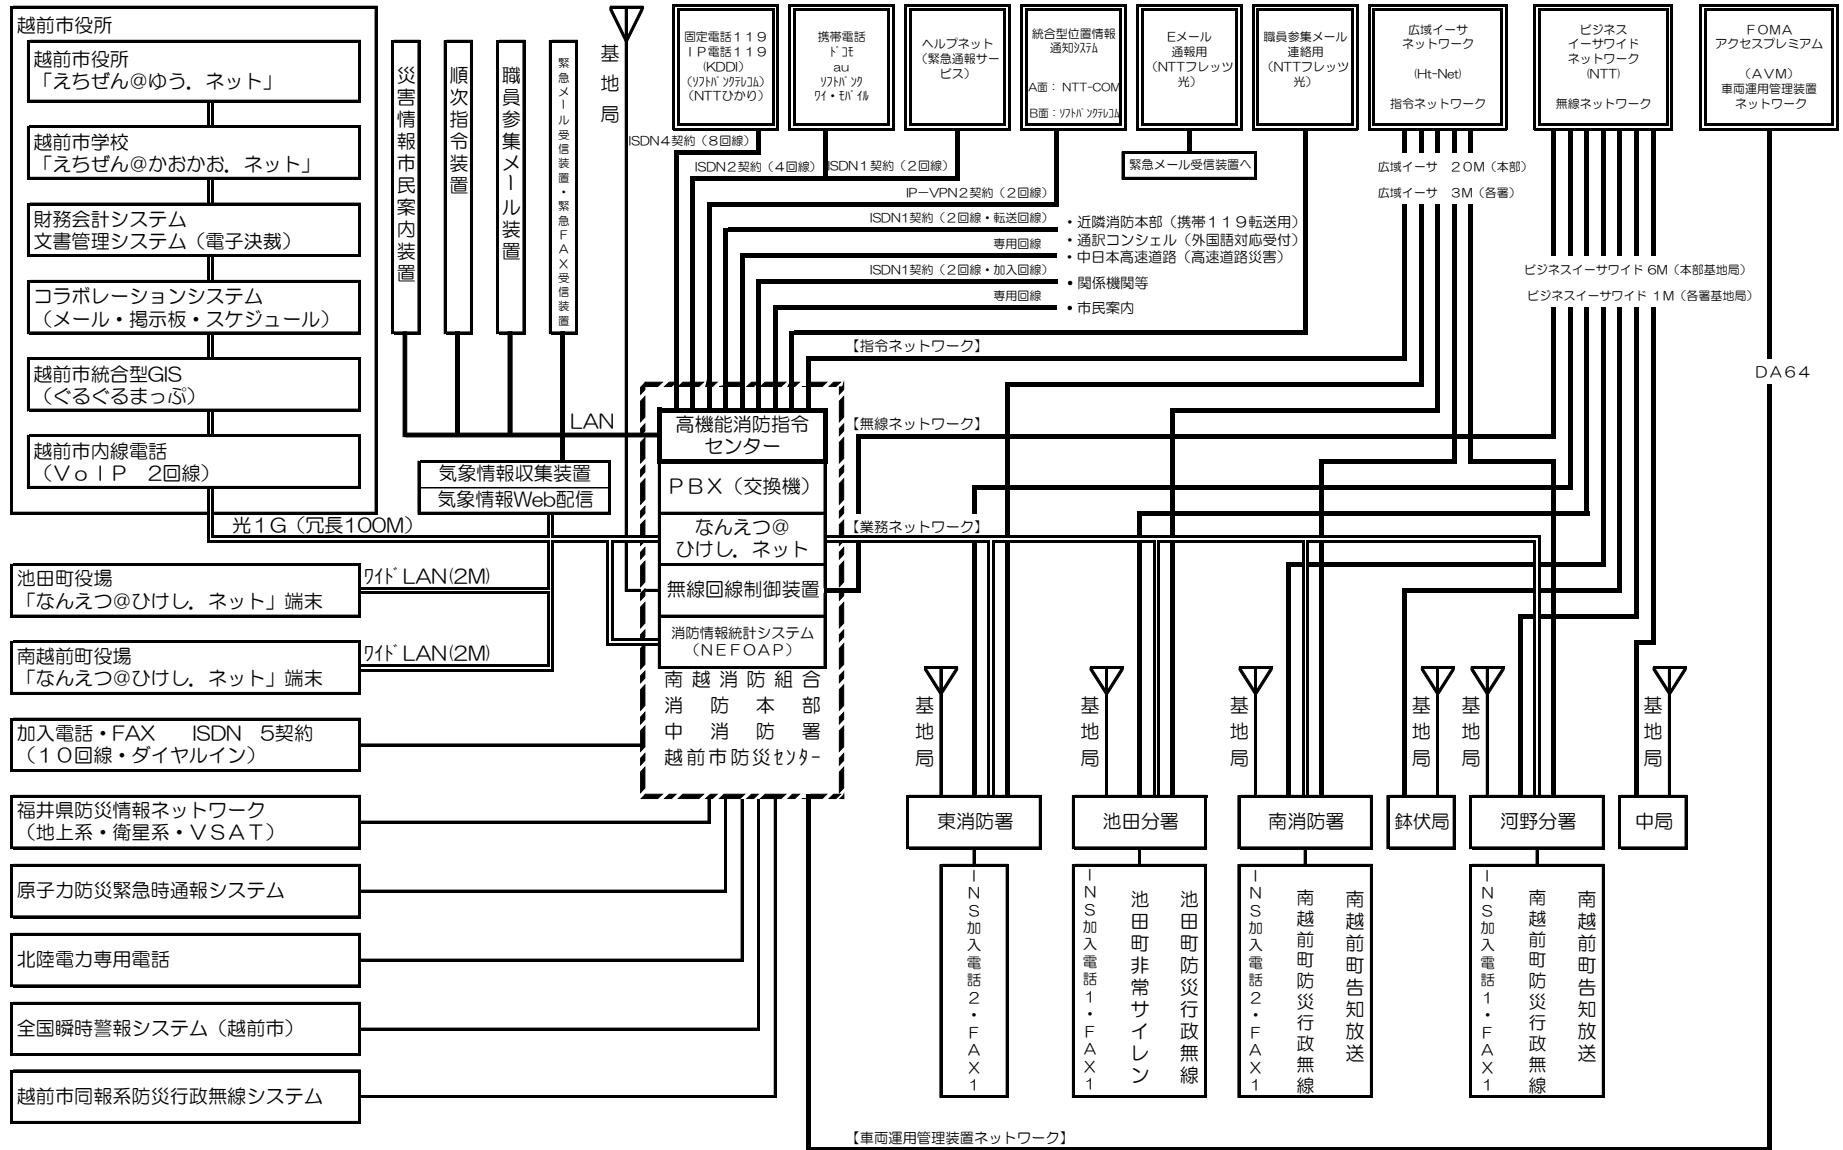 越前市役所
越前市役所
「えちぜん@ゆう．ネット」
越前市学校
「えちぜん@かおかお．ネット」
財務会計システム
文書管理システム（電子決裁）
コラボレーションシステム
（メール・掲示板・スケジュール）
越前市統合型GIS
（ぐるぐるまっぷ）
越前市内線電話
（ＶｏＩＰ　２回線）
災害情報市民案内装置
順次指令装置
職員参集メール装置
緊急メール受信装置・緊急ＦＡＸ受信装置
基地局
固定電話１１９
ＩＰ電話１１９
(KDDI)
(ｿﾌﾄﾊﾞﾝｸﾃﾚｺﾑ)
(NTTひかり)
携帯電話
ﾄﾞｺﾓ
au
ｿﾌﾄﾊﾞﾝｸ
ﾜｲ・ﾓﾊﾞｲﾙ
ヘルプネット
（緊急通報サー
ビス）
統合型位置情報
通知ｼｽﾃﾑ
A面： NTT-COM
B面：ｿﾌﾄﾊﾞﾝｸﾃﾚｺﾑ
Eメール
通報用
(NTTフレッツ
光)
職員参集メール
連絡用
(NTTフレッツ
光)
広域イーサ
ネットワーク
(Ht-Net)
指令ネットワーク
ビジネス
イーサワイド
ネットワーク
(NTT)
無線ネットワーク
ＦＯＭＡ
アクセスプレミアム
（ＡＶＭ）
車両運用管理装置
ネットワーク
ISDN4契約（８回線）
ISDN２契約（４回線）
ISDN1契約（２回線）
緊急メール受信装置へ
IP－VPN２契約（２回線）
ISDN1契約（２回線・転送回線）
・近隣消防本部（携帯１１９転送用）
・通訳コンシェル（外国語対応受付）
専用回線
・中日本高速道路（高速道路災害）
ISDN1契約（２回線・加入回線）
・関係機関等
専用回線
・市民案内
広域イーサ　２０Ｍ（本部）
広域イーサ　３Ｍ（各署）
ビジネスイーサワイド ６Ｍ（本部基地局）
ビジネスイーサワイド １Ｍ（各署基地局）
【指令ネットワーク】
DA64
【無線ネットワーク】
【業務ネットワーク】
LAN
気象情報収集装置
気象情報Web配信
光１Ｇ（冗長100Ｍ）
高機能消防指令
センター
ＰＢＸ（交換機）
なんえつ@
ひけし．ネット
無線回線制御装置
消防情報統計システム
（ＮＥＦＯＡＰ）
南越消防組合
消防本部
中消防署
越前市防災ｾﾝﾀｰ
池田町役場
「なんえつ@ひけし．ネット」端末
ﾜｲﾄﾞLAN(2M)
南越前町役場
「なんえつ@ひけし．ネット」端末
ﾜｲﾄﾞLAN(2M)
加入電話・FAX　ISDN　５契約
（１０回線・ダイヤルイン）
福井県防災情報ネットワーク
（地上系・衛星系・ＶＳＡＴ）
原子力防災緊急時通報システム
北陸電力専用電話
全国瞬時警報システム（越前市）
越前市同報系防災行政無線システム
基地局
基地局
基地局
基地局
基地局
基地局
東消防署
池田分署
南消防署
鉢伏局
河野分署
中局
ＩＮＳ加入電話２・ＦＡＸ１
ＩＮＳ加入電話１・ＦＡＸ１
池田町非常サイレン
池田町防災行政無線
ＩＮＳ加入電話２・ＦＡＸ１
南越前町防災行政無線
南越前町告知放送
ＩＮＳ加入電話１・ＦＡＸ１
南越前町防災行政無線
南越前町告知放送
【車両運用管理装置ネットワーク】